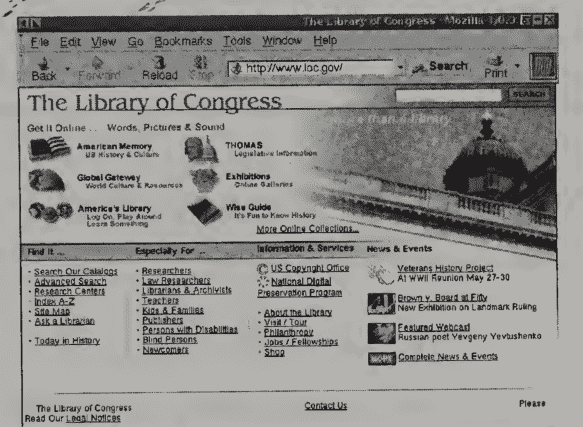 The Library of Congress - Mozilla
File Edit View Go Bookmarks Tools Window Help
Back Forward Reload Stop http://www.loc.gov/ Search Print
The Library of Congress
SEARCH
more than a Library
Get It Online ... Words, Pictures & Sound
American Memory
US History & Culture
THOMAS
Legislative Information
Global Gateway
World Culture & Resources
Exhibitions
Online Galleries
America's Library
Log On, Play Around
Learn Something
Wise Guide
It's Fun to Know History
More Online Collections...
Find It ...
· Search Our Catalogs
· Advanced Search
· Research Centers
· Index A-Z
· Site Map
· Ask a Librarian
· Today in History
Especially For ...
· Researchers
· Law Researchers
· Librarians & Archivists
· Teachers
· Kids & Families
· Publishers
· Persons with Disabilities
· Blind Persons
· Newcomers
Information & Services
US Copyright Office
National Digital
Preservation Program
· About the Library
· Visit / Tour
· Philanthropy
· Jobs / Fellowships
· Shop
News & Events
Veterans History Project
At WWII Reunion May 27-30
Brown v. Board at Fifty
New Exhibition on Landmark Ruling
Featured Webcast
Russian poet Yevgeny Yevtushenko
MORE Complete News & Events
The Library of Congress
Contact Us
Please
Read Our Legal Notices